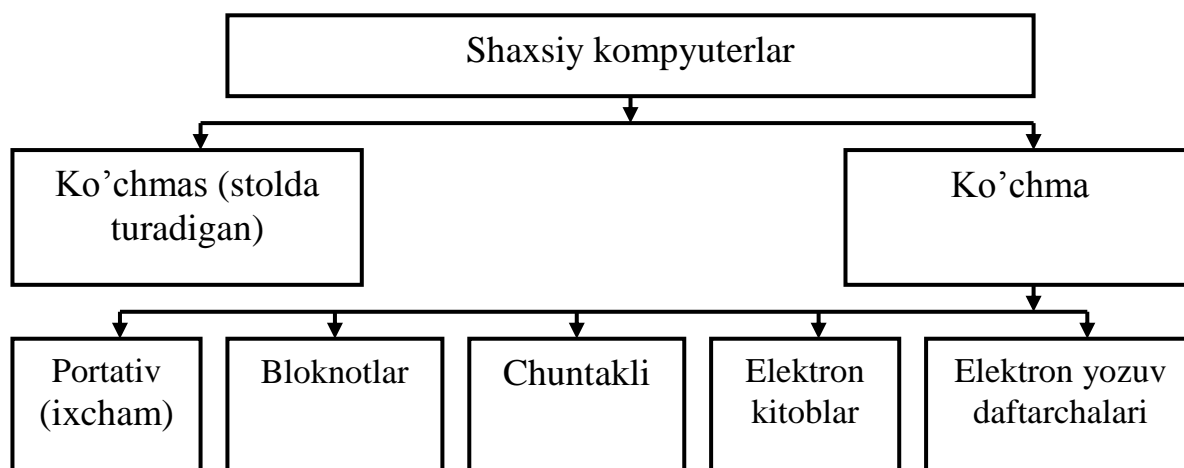 Shaxsiy kompyuterlar
Ko’chmas (stolda
turadigan)
Ko’chma
Portativ
(ixcham)
Bloknotlar
Chuntakli
Elektron
kitoblar
Elektron yozuv
daftarchalari